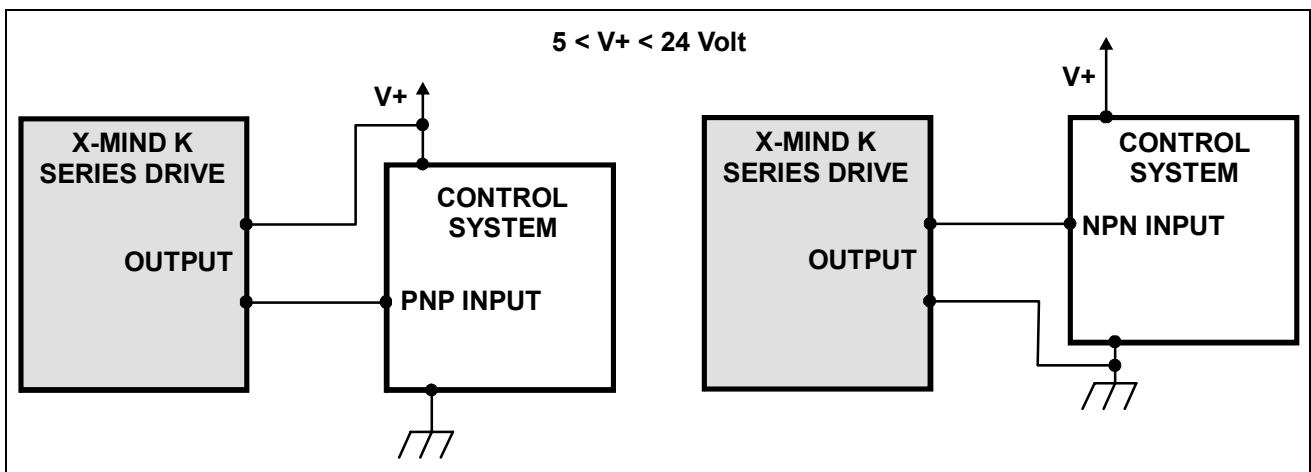 5 < V+ < 24 Volt
V+
X-MIND K
SERIES DRIVE
OUTPUT
CONTROL
SYSTEM
PNP INPUT
V+
X-MIND K
SERIES DRIVE
OUTPUT
CONTROL
SYSTEM
NPN INPUT